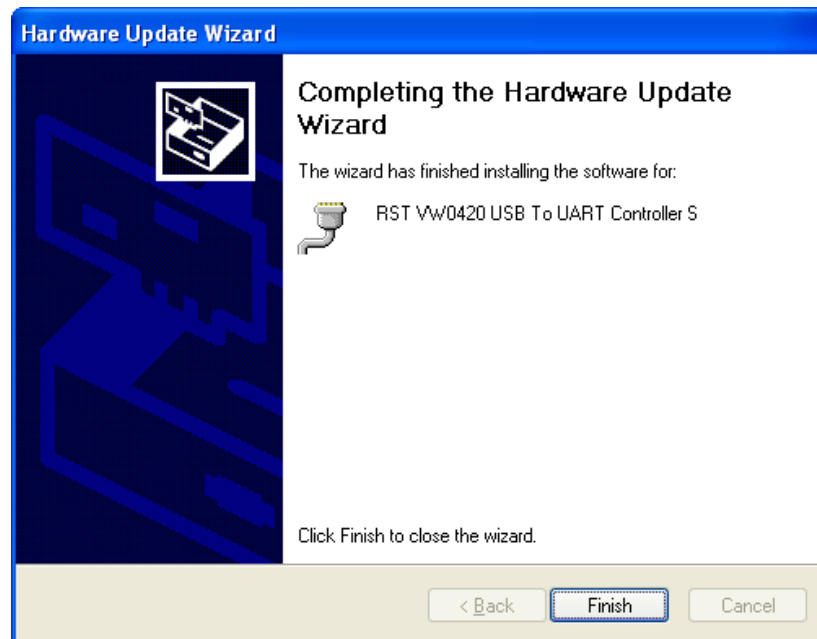 Hardware Update Wizard
Completing the Hardware Update
Wizard
The wizard has finished installing the software for:
RST VW0420 USB To UART Controller S
Click Finish to close the wizard.
< Back Finish Cancel